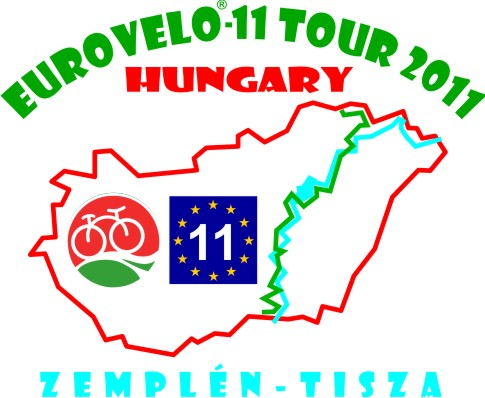 EUROVELO®-11 TOUR 2011
HUNGARY
11
ZEMPLÉN-TISZA